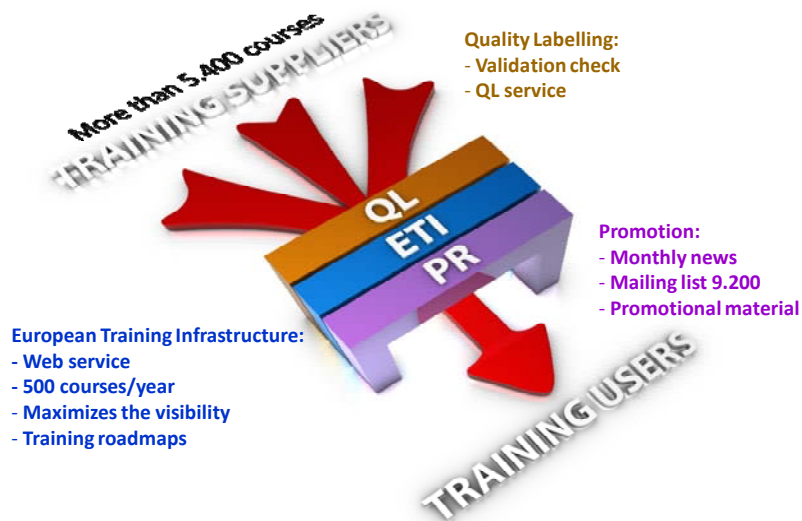 More than 5,400 courses
TRAINING SUPPLIERS
Quality Labelling:
- Validation check
- QL service
QL
ETI
PR
Promotion:
- Monthly news
- Mailing list 9.200
- Promotional material
European Training Infrastructure:
- Web service
- 500 courses/year
- Maximizes the visibility
- Training roadmaps
TRAINING USERS